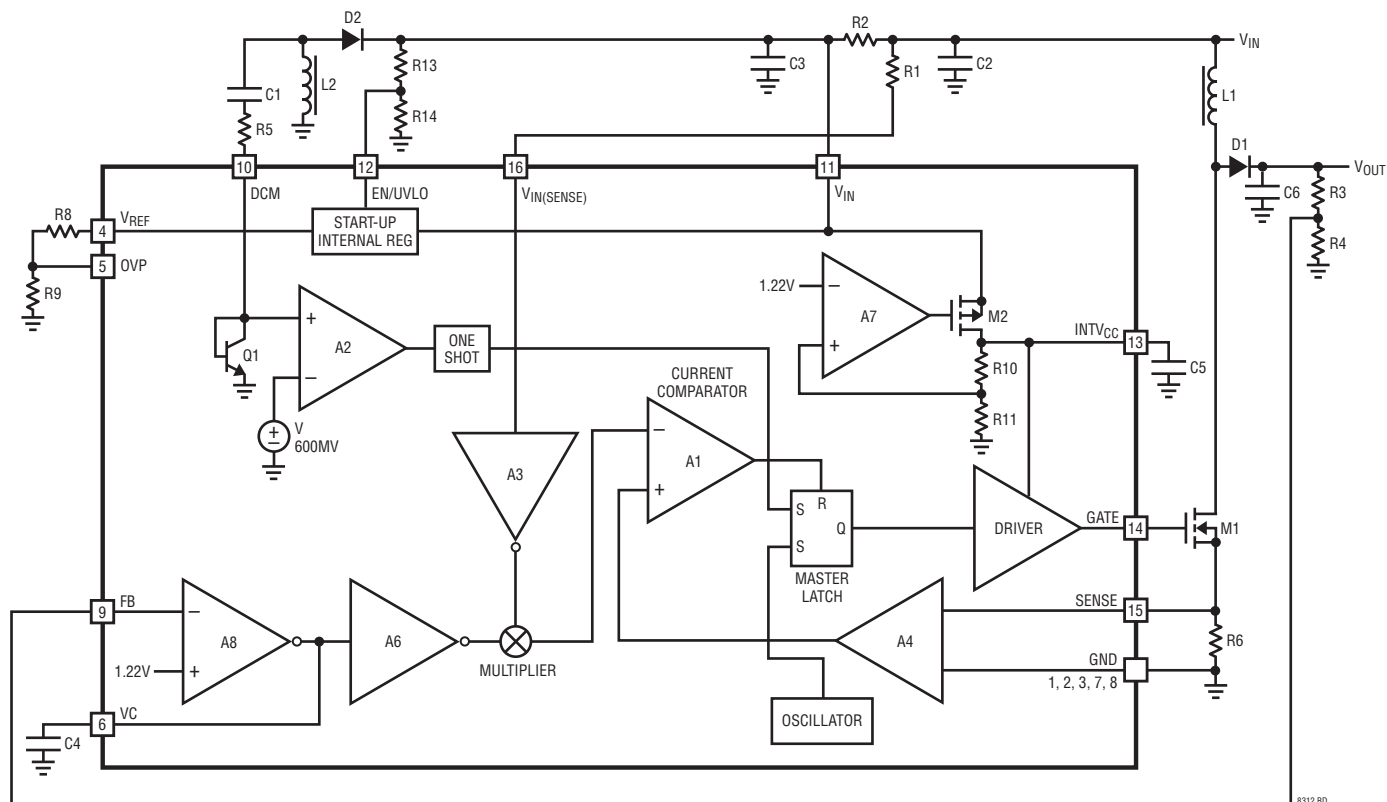 D2
R2
VIN
R13
C3
R1
C2
C1
L2
R14
L1
R5
D1
10
12
16
11
VOUT
DCM
EN/UVLO
VIN(SENSE)
VIN
C6
R3
R8
4
VREF
START-UP
INTERNAL REG
R4
5
OVP
R9
1.22V
−
A7
M2
+
A2
ONE
SHOT
+
INTVCC
13
Q1
−
R10
C5
CURRENT
COMPARATOR
+
−
V
600MV
R11
−
A3
A1
+
R
S
Q
DRIVER
GATE
14
M1
S
MASTER
LATCH
9
FB
−
SENSE
15
A8
A6
A4
R6
1.22V
+
MULTIPLIER
GND
1, 2, 3, 7, 8
6
VC
OSCILLATOR
C4
8312 BD